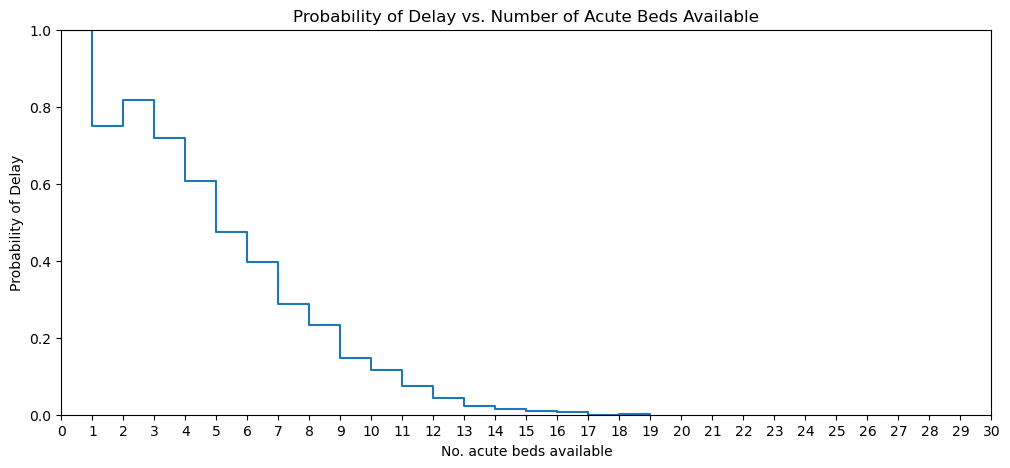 Probability of Delay vs. Number of Acute Beds Available
1.0
0.8
0.6
0.4
0.2
0.0
Probability of Delay
0 1 2 3 4 5 6 7 8 9 10 11 12 13 14 15 16 17 18 19 20 21 22 23 24 25 26 27 28 29 30
No. acute beds available